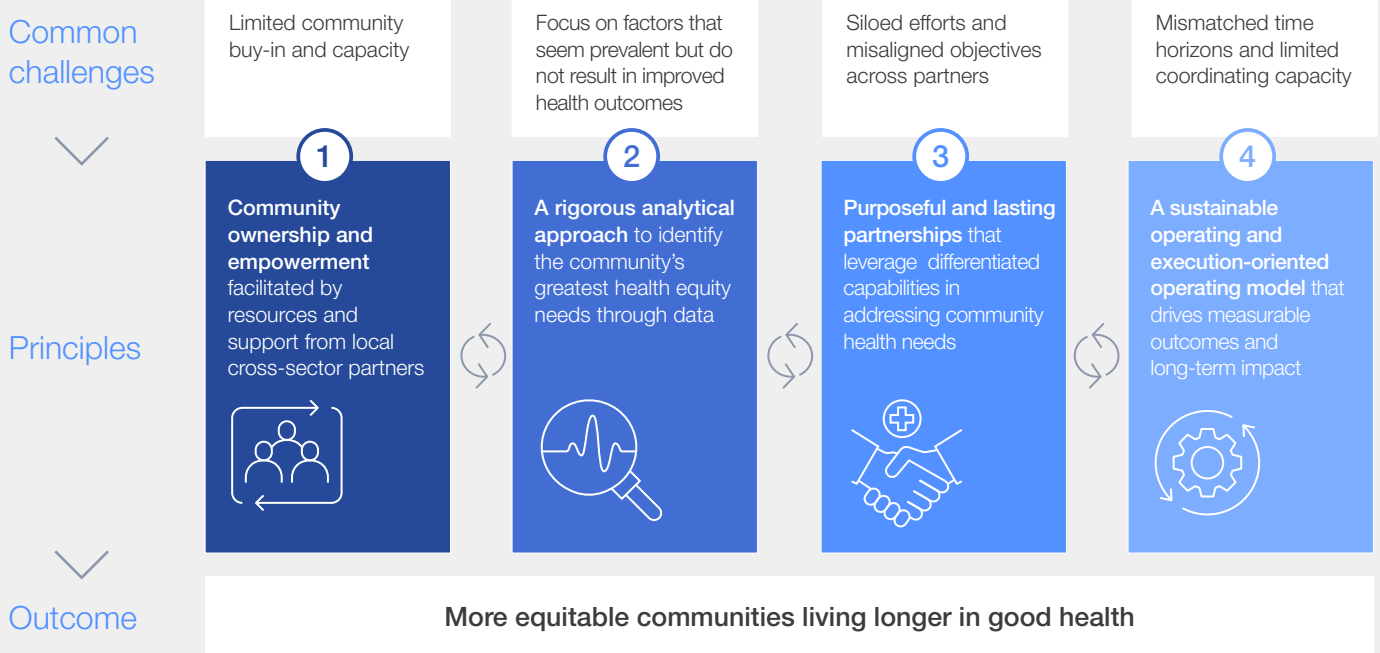 Common
challenges
Limited community
buy-in and capacity
Focus on factors that
seem prevalent but do
not result in improved
health outcomes
Siloed efforts and
misaligned objectives
across partners
Mismatched time
horizons and limited
coordinating capacity
Principles
1
Community
ownership and
empowerment
facilitated by
resources and
support from local
cross-sector partners
2
A rigorous analytical
approach to identify
the community’s
greatest health equity
needs through data
3
Purposeful and lasting
partnerships that
leverage differentiated
capabilities in
addressing community
health needs
4
A sustainable
operating and
execution-oriented
operating model that
drives measurable
outcomes and
long-term impact
Outcome
More equitable communities living longer in good health